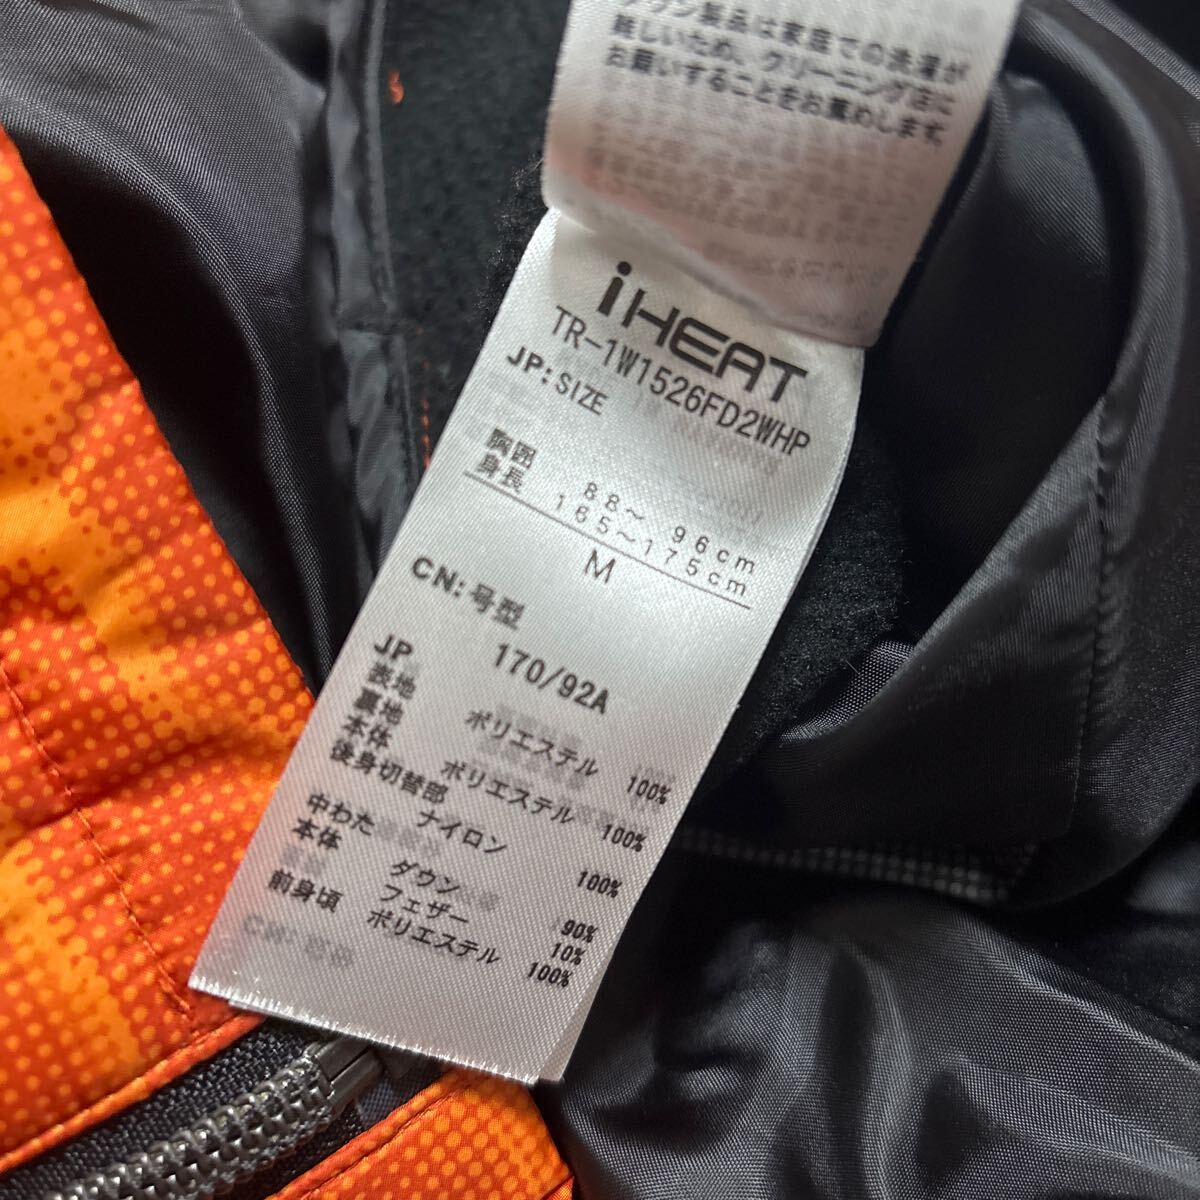 ダウン製品は家庭での洗濯が
難しいため、クリーニング店に
お願いすることをお薦めします。
iHEAT
TR-1W1526FD2WHP
JP:SIZE
胸囲 88～ 96cm
身長 165～175cm
M
CN:号型
170/92A
JP
表地 ポリエステル 100%
裏地
本体 ポリエステル 100%
後身切替部 ナイロン 100%
中わた
本体 ダウン 90%
フェザー 10%
前身頃 ポリエステル 100%